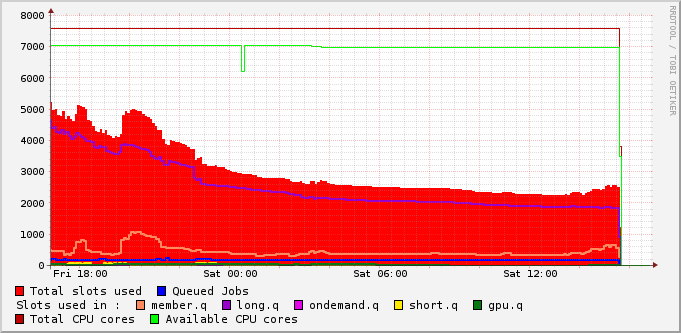 8000
7000
6000
5000
4000
3000
2000
1000
0
Fri 18:00 Sat 00:00 Sat 06:00 Sat 12:00
RRDTOOL / TOBI OETIKER
Total slots used Queued Jobs
Slots used in : member.q long.q ondemand.q short.q gpu.q
Total CPU cores Available CPU cores